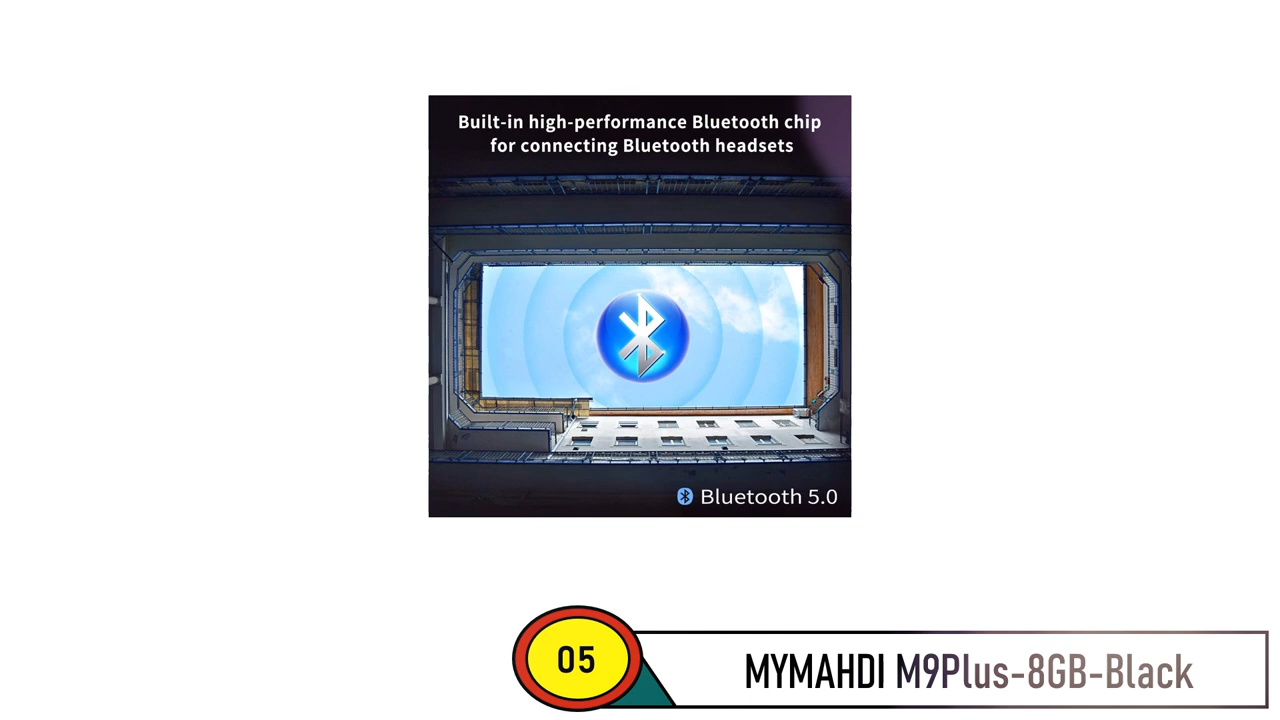 Built-in high-performance Bluetooth chip
for connecting Bluetooth headsets
Bluetooth 5.0
05
MYMAHDI M9Plus-8GB-Black